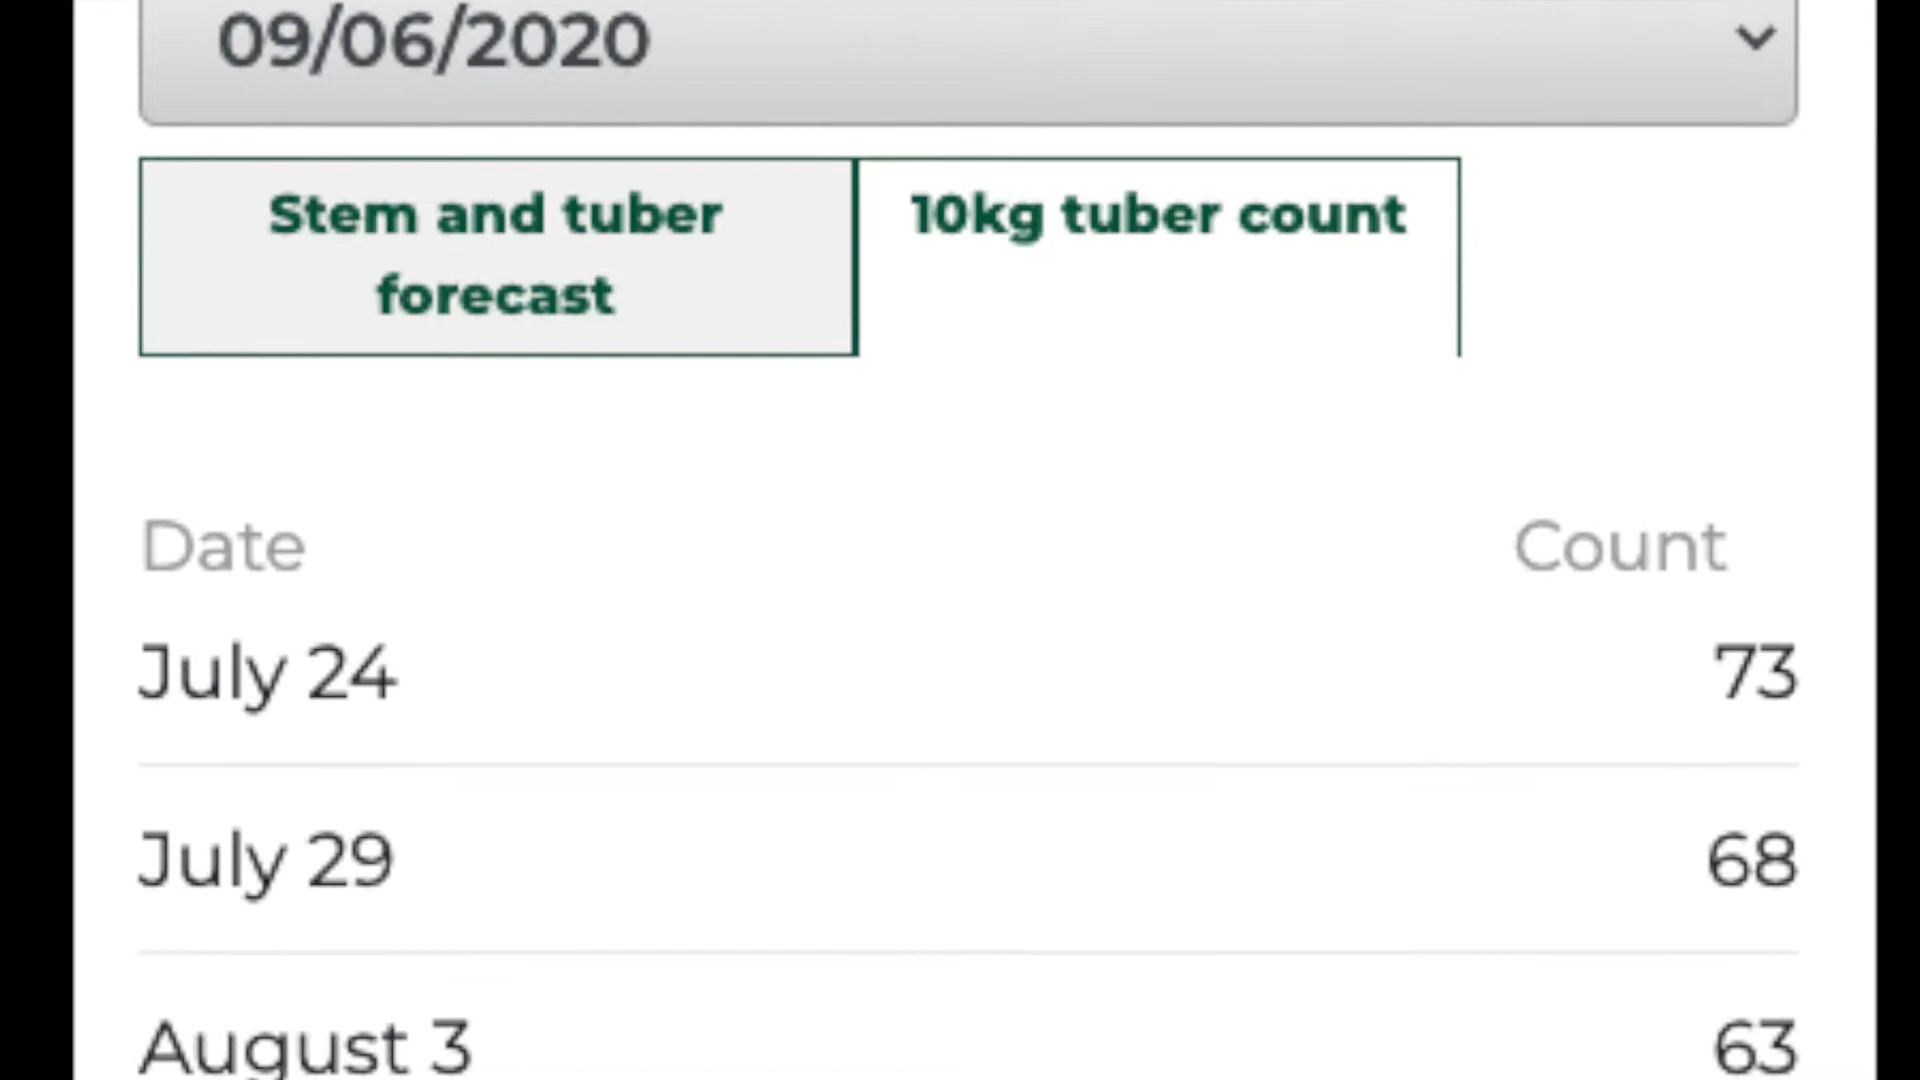 09/06/2020
Stem and tuber
forecast
10kg tuber count
Date Count
July 24 73
July 29 68
August 3 63